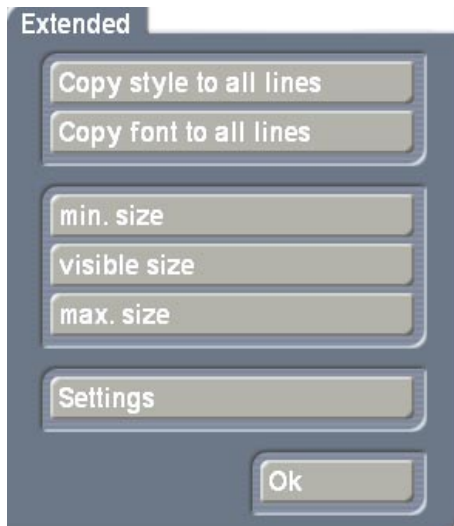 Extended
Copy style to all lines
Copy font to all lines
min. size
visible size
max. size
Settings
Ok